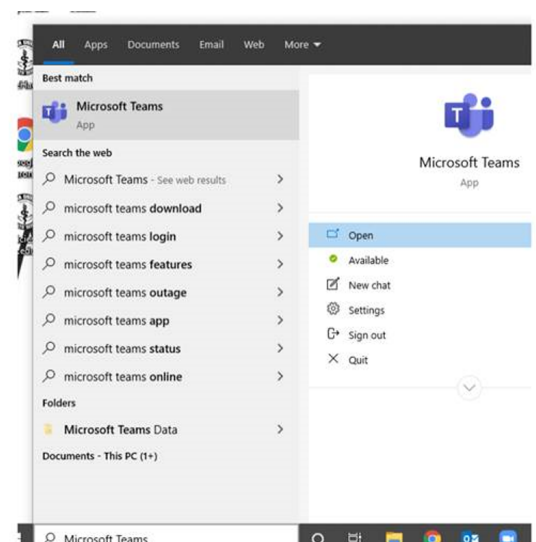 All Apps Documents Email Web More
Best match
Microsoft Teams
App
Search the web
Microsoft Teams - See web results
microsoft teams download
microsoft teams login
microsoft teams features
microsoft teams outage
microsoft teams app
microsoft teams status
microsoft teams online
Folders
Microsoft Teams Data
Documents - This PC (1+)
Microsoft Teams
T
Microsoft Teams
App
Open
Available
New chat
Settings
Sign out
Quit